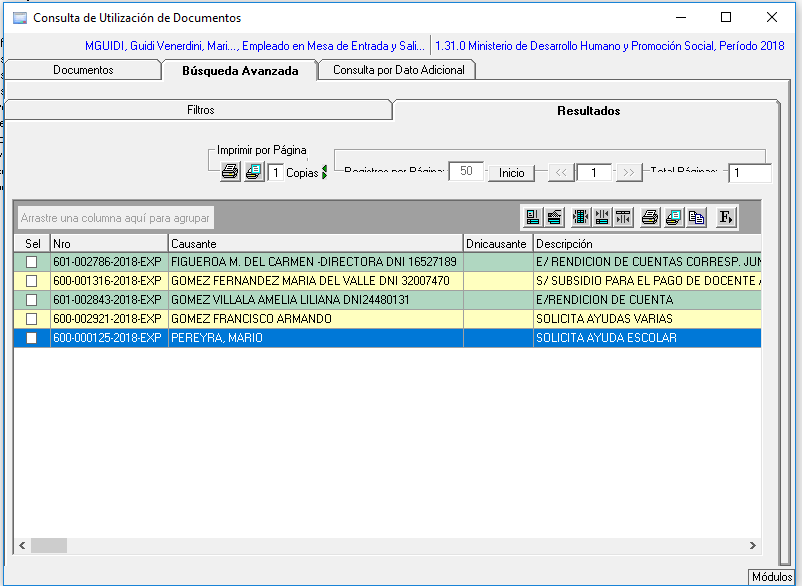 Consulta de Utilización de Documentos
MGUIDI, Guidi Venerdini, Mari..., Empleado en Mesa de Entrada y Sali... 1.31.0 Ministerio de Desarrollo Humano y Promoción Social, Período 2018
Documentos Búsqueda Avanzada Consulta por Dato Adicional
Filtros Resultados
Imprimir por Página
1 Copias Registros por Página: 50 Inicio << 1 >> Total Páginas: 1
Arrastre una columna aquí para agrupar
Sel Nro Causante Dnicausante Descripción
601-002786-2018-EXP FIGUEROA M. DEL CARMEN -DIRECTORA DNI 16527189 E/ RENDICION DE CUENTAS CORRESP. JUN
600-001316-2018-EXP GOMEZ FERNANDEZ MARIA DEL VALLE DNI 32007470 S/ SUBSIDIO PARA EL PAGO DE DOCENTE
601-002843-2018-EXP GOMEZ VILLALA AMELIA LILIANA DNI24480131 E/RENDICION DE CUENTA
600-002921-2018-EXP GOMEZ FRANCISCO ARMANDO SOLICITA AYUDAS VARIAS
600-000125-2018-EXP PEREYRA, MARIO SOLICITA AYUDA ESCOLAR
Módulos